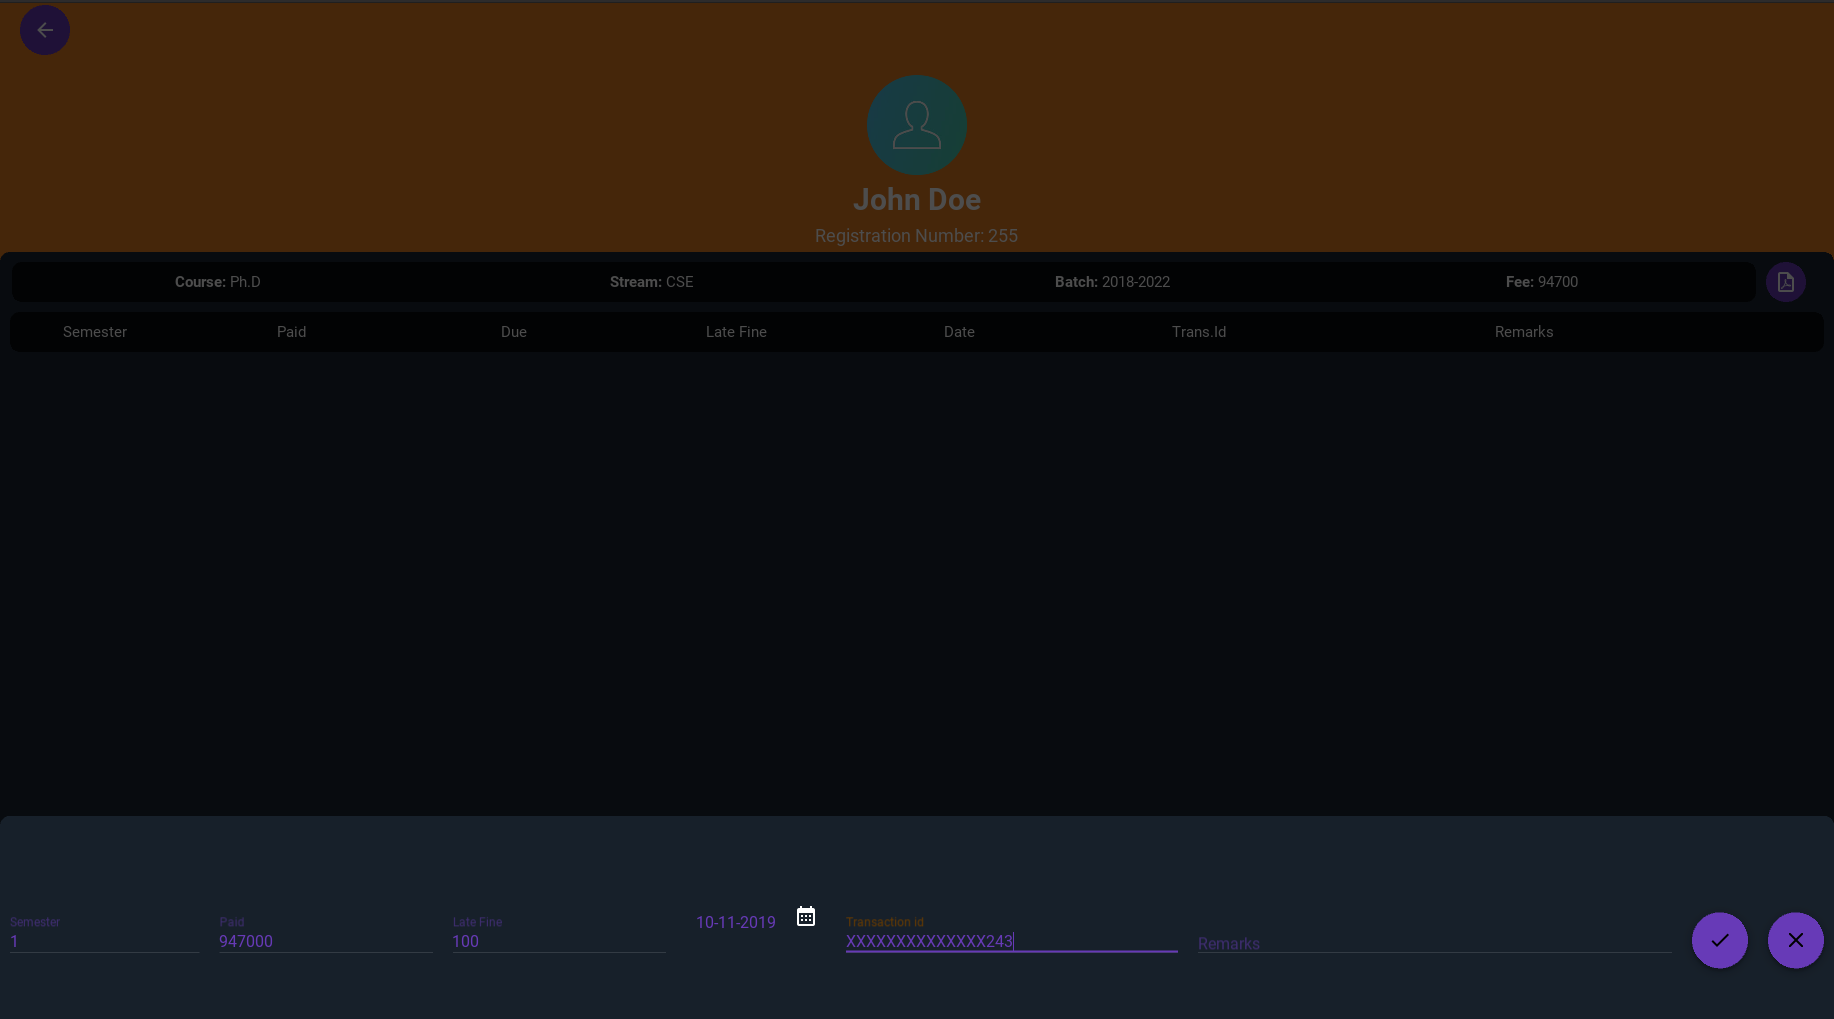 John Doe
Registration Number: 255
Course: Ph.D Stream: CSE Batch: 2018-2022 Fee: 94700
Semester Paid Due Late Fine Date Trans.Id Remarks
Semester Paid Late Fine 10-11-2019 Transaction id
1 947000 100 XXXXXXXXXXXXXX243 Remarks